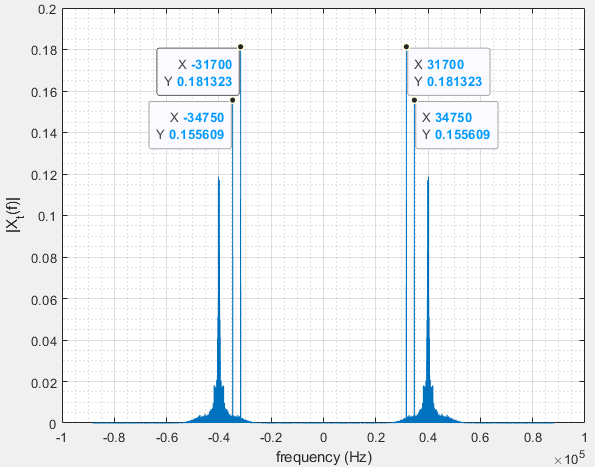 0.2
0.18
0.16
0.14
0.12
0.1
0.08
0.06
0.04
0.02
0
|X_t(f)|
X -31700
Y 0.181323
X 31700
Y 0.181323
X -34750
Y 0.155609
X 34750
Y 0.155609
-1 -0.8 -0.6 -0.4 -0.2 0 0.2 0.4 0.6 0.8 1
frequency (Hz)
×10^5